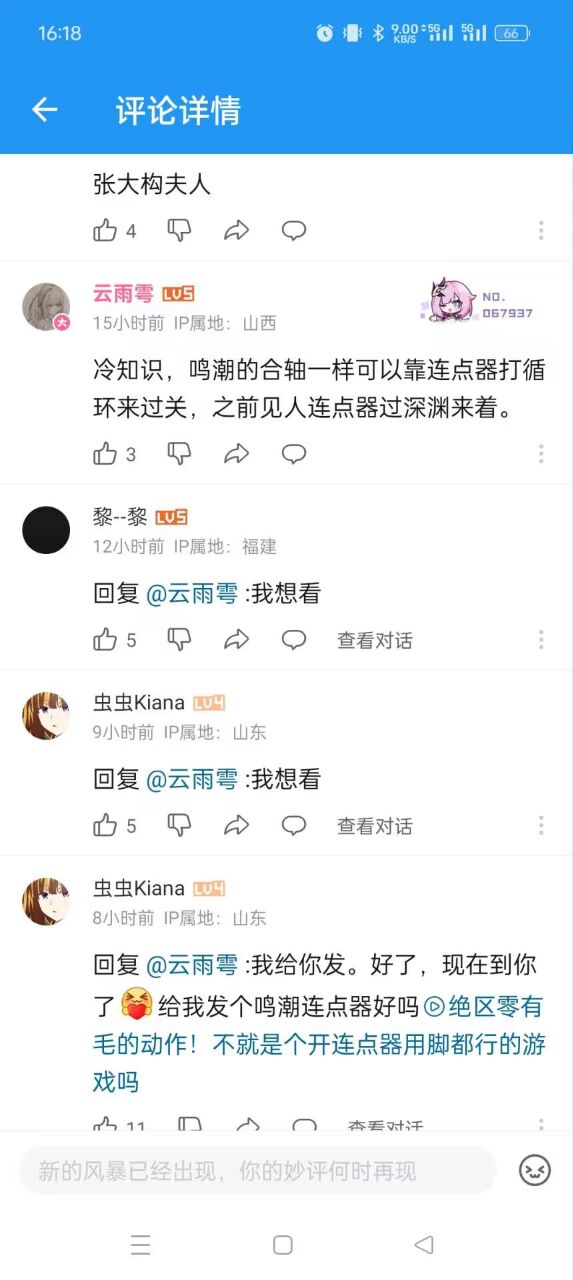 16:18
9.00 KB/S 5G 5G 66
评论详情
张大构夫人
4
云雨雩 LV5
NO. 067937
15小时前 IP属地：山西
冷知识，鸣潮的合轴一样可以靠连点器打循
环来过关，之前见人连点器过深渊来着。
3
黎--黎 LV5
12小时前 IP属地：福建
回复 @云雨雩 :我想看
5 查看对话
虫虫Kiana LV4
9小时前 IP属地：山东
回复 @云雨雩 :我想看
5 查看对话
虫虫Kiana LV4
8小时前 IP属地：山东
回复 @云雨雩 :我给你发。好了，现在到你
了 给我发个鸣潮连点器好吗 绝区零有
毛的动作！不就是个开连点器用脚都行的游
戏吗
11 查看对话
新的风暴已经出现，你的妙评何时再现